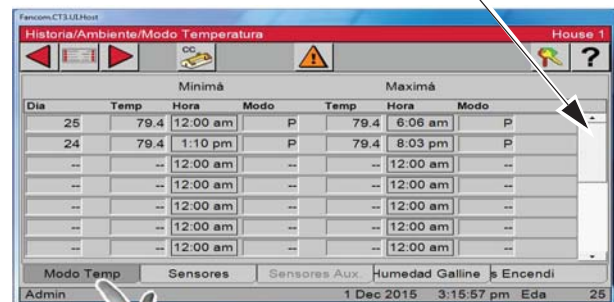 Fancom.CT3.UI.Host
Historia/Ambiente/Modo Temperatura House 1
CC ?
Minimà Maximá
Dia Temp Hora Modo Temp Hora Modo
25 79.4 12:00 am P 79.4 6:06 am P
24 79.4 1:10 pm P 79.4 8:03 pm P
-- -- 12:00 am -- -- 12:00 am --
-- -- 12:00 am -- -- 12:00 am --
-- -- 12:00 am -- -- 12:00 am --
-- -- 12:00 am -- -- 12:00 am --
-- -- 12:00 am -- -- 12:00 am --
Modo Temp Sensores Sensores Aux. Humedad Galline s Encendi
Admin 1 Dec 2015 3:15:57 pm Eda 25